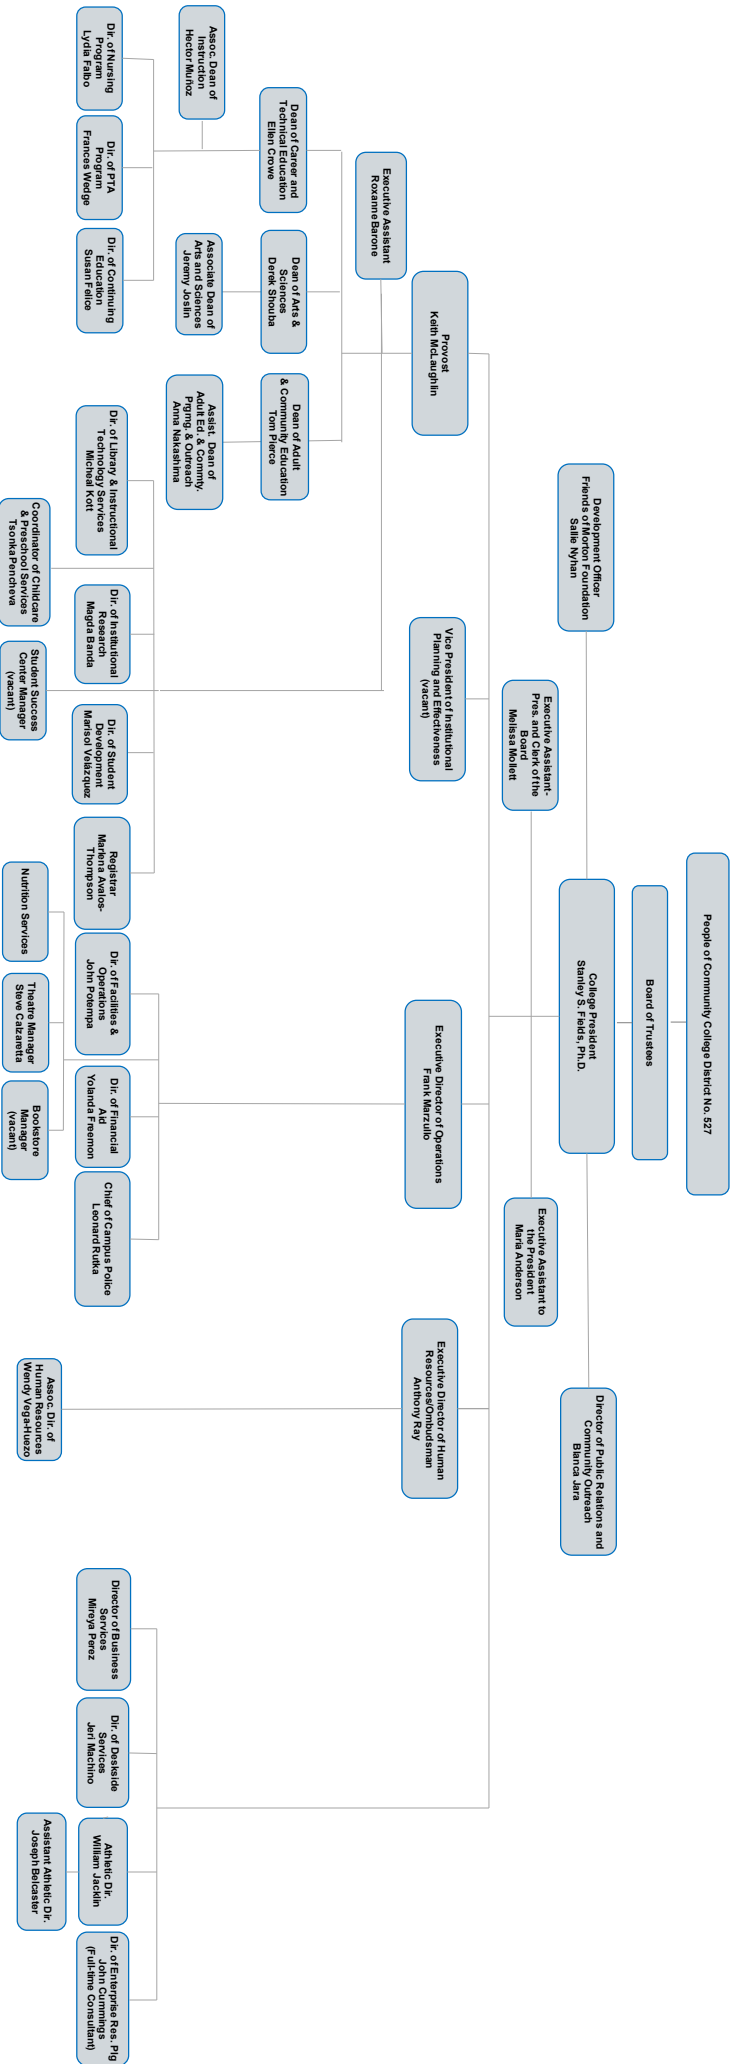 People of Community College District No. 527
Board of Trustees
Development Officer
Friends of Morton Foundation
Sallie Nyhan
College President
Stanley S. Fields, Ph.D.
Director of Public Relations and
Community Outreach
Blanca Jara
Executive Assistant-
Pres. and Clerk of the
Board
Melissa Mollett
Executive Assistant to
the President
Maria Anderson
Provost
Keith McLaughlin
Vice President of Institutional
Planning and Effectiveness
(vacant)
Executive Director of Operations
Frank Marzullo
Executive Director of Human
Resources/Ombudsman
Anthony Ray
Executive Assistant
Roxanne Barone
Dean of Career and
Technical Education
Ellen Crowe
Dean of Arts &
Sciences
Derek Shouba
Dean of Adult
& Community Education
Tom Pierce
Assoc. Dean of
Instruction
Hector Muñoz
Associate Dean of
Arts and Sciences
Jeremy Joslin
Assist. Dean of
Adult Ed. & Commty.
Prgmg. & Outreach
Anna Nakashima
Dir. of Nursing
Program
Lydia Falbo
Dir. of PTA
Program
Frances Wedge
Dir. of Continuing
Education
Susan Felice
Dir. of Library & Instructional
Technology Services
Micheal Kott
Dir. of Institutional
Research
Magda Banda
Dir. of Student
Development
Marisol Velázquez
Registrar
Marlena Avalos-
Thompson
Dir. of Facilities &
Operations
John Potempa
Dir. of Financial
Aid
Yolanda Freemon
Chief of Campus Police
Leonard Rutka
Director of Business
Services
Mireya Perez
Dir. of Deskside
Services
Jeri Machino
Athletic Dir.
William Jacklin
Dir. of Enterprise Res. Plg
John Cummings
(Full-time Consultant)
Coordinator of Childcare
& Preschool Services
Tsonka Pencheva
Student Success
Center Manager
(vacant)
Nutrition Services
Theatre Manager
Steve Calzaretta
Bookstore
Manager
(vacant)
Assoc. Dir. of
Human Resources
Wendy Vega-Huezo
Assistant Athletic Dir.
Joseph Belcaster